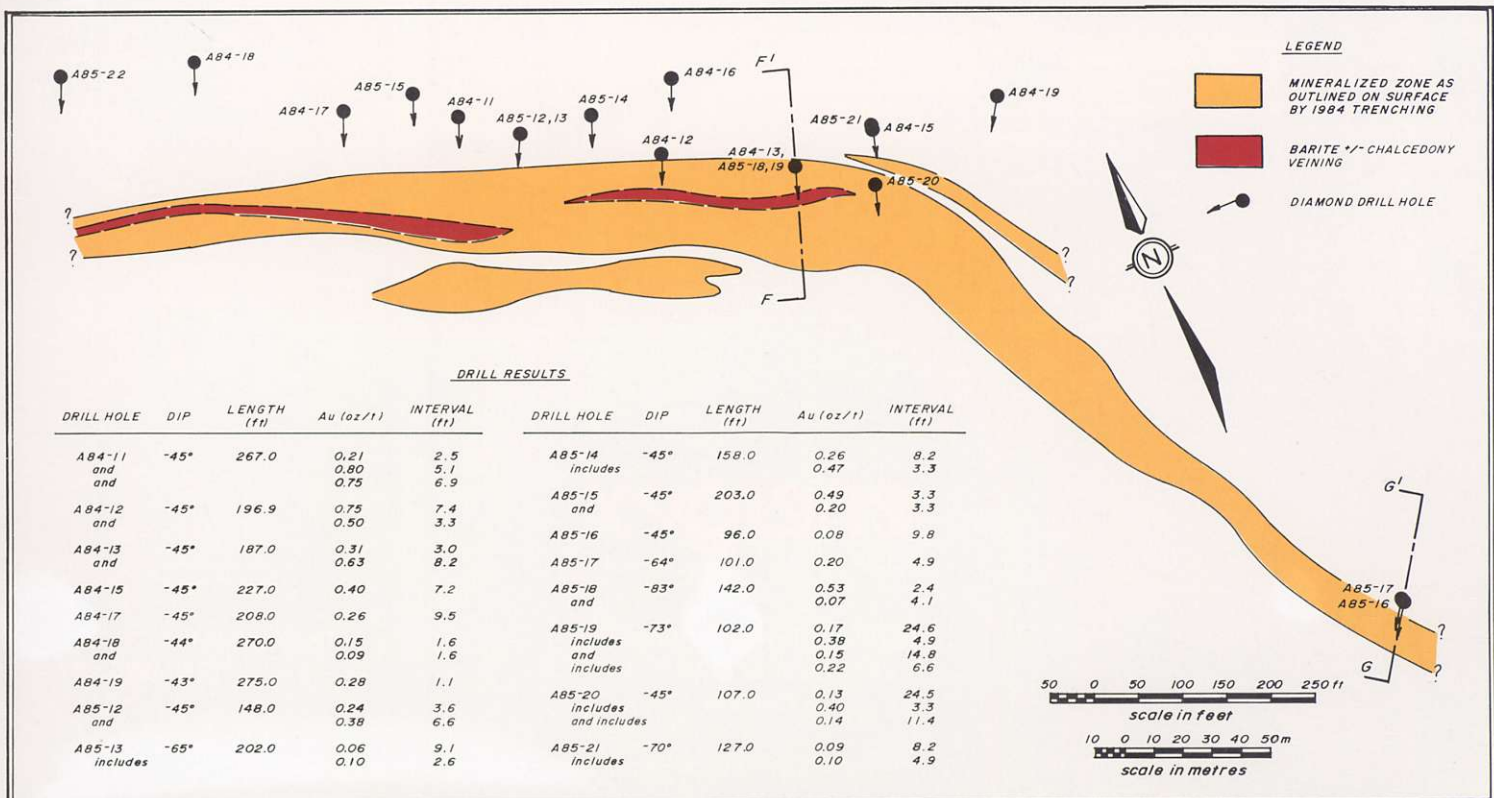 A85-22
A84-18
A84-17
A85-15
A84-11
A85-12,13
A85-14
A84-16
A84-12
F'
A84-13,
A85-18,19
F
A85-21
A84-15
A85-20
A84-19
LEGEND
MINERALIZED ZONE AS
OUTLINED ON SURFACE
BY 1984 TRENCHING
BARITE +/- CHALCEDONY
VEINING
DIAMOND DRILL HOLE
N
?
?
?
?
DRILL RESULTS
DRILL HOLE DIP LENGTH (ft) Au (oz/t) INTERVAL (ft)
A84-11 -45° 267.0 0.21 2.5
and 0.80 5.1
and 0.75 6.9
A84-12 -45° 196.9 0.75 7.4
and 0.50 3.3
A84-13 -45° 187.0 0.31 3.0
and 0.63 8.2
A84-15 -45° 227.0 0.40 7.2
A84-17 -45° 208.0 0.26 9.5
A84-18 -44° 270.0 0.15 1.6
and 0.09 1.6
A84-19 -43° 275.0 0.28 1.1
A85-12 -45° 148.0 0.24 3.6
and 0.38 6.6
A85-13 -65° 202.0 0.06 9.1
includes 0.10 2.6
DRILL HOLE DIP LENGTH (ft) Au (oz/t) INTERVAL (ft)
A85-14 -45° 158.0 0.26 8.2
includes 0.47 3.3
A85-15 -45° 203.0 0.49 3.3
and 0.20 3.3
A85-16 -45° 96.0 0.08 9.8
A85-17 -64° 101.0 0.20 4.9
A85-18 -83° 142.0 0.53 2.4
and 0.07 4.1
A85-19 -73° 102.0 0.17 24.6
includes 0.38 4.9
and 0.15 14.8
includes 0.22 6.6
A85-20 -45° 107.0 0.13 24.5
includes 0.40 3.3
and includes 0.14 11.4
A85-21 -70° 127.0 0.09 8.2
includes 0.10 4.9
G'
A85-17
A85-16
G
?
?
50 0 50 100 150 200 250 ft
scale in feet
10 0 10 20 30 40 50m
scale in metres